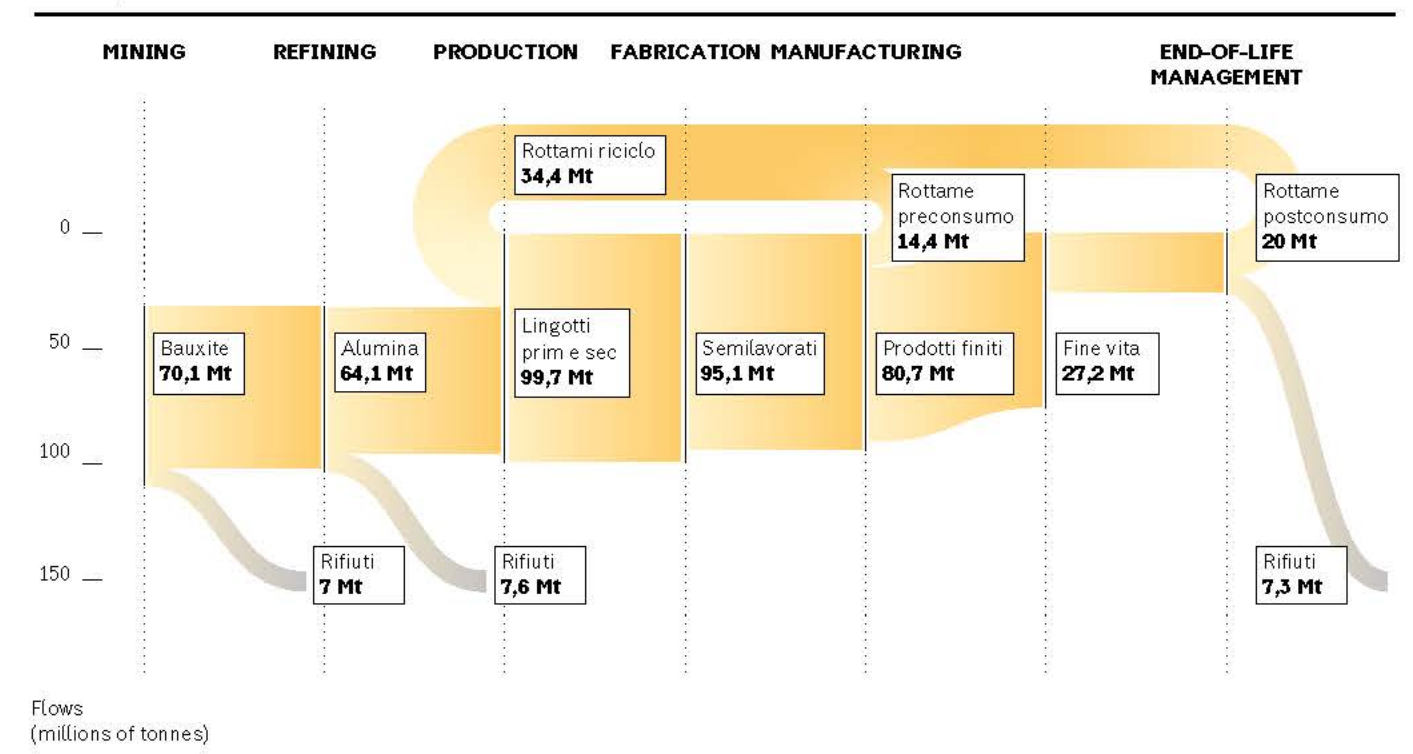 MINING
REFINING
PRODUCTION
FABRICATION
MANUFACTURING
END-OF-LIFE
MANAGEMENT
Rottami riciclo
34,4 Mt
Rottame
preconsumo
14,4 Mt
Rottame
postconsumo
20 Mt
0
50
100
150
Bauxite
70,1 Mt
Alumina
64,1 Mt
Lingotti
prim e sec
99,7 Mt
Semilavorati
95,1 Mt
Prodotti finiti
80,7 Mt
Fine vita
27,2 Mt
Rifiuti
7 Mt
Rifiuti
7,6 Mt
Rifiuti
7,3 Mt
Flows
(millions of tonnes)